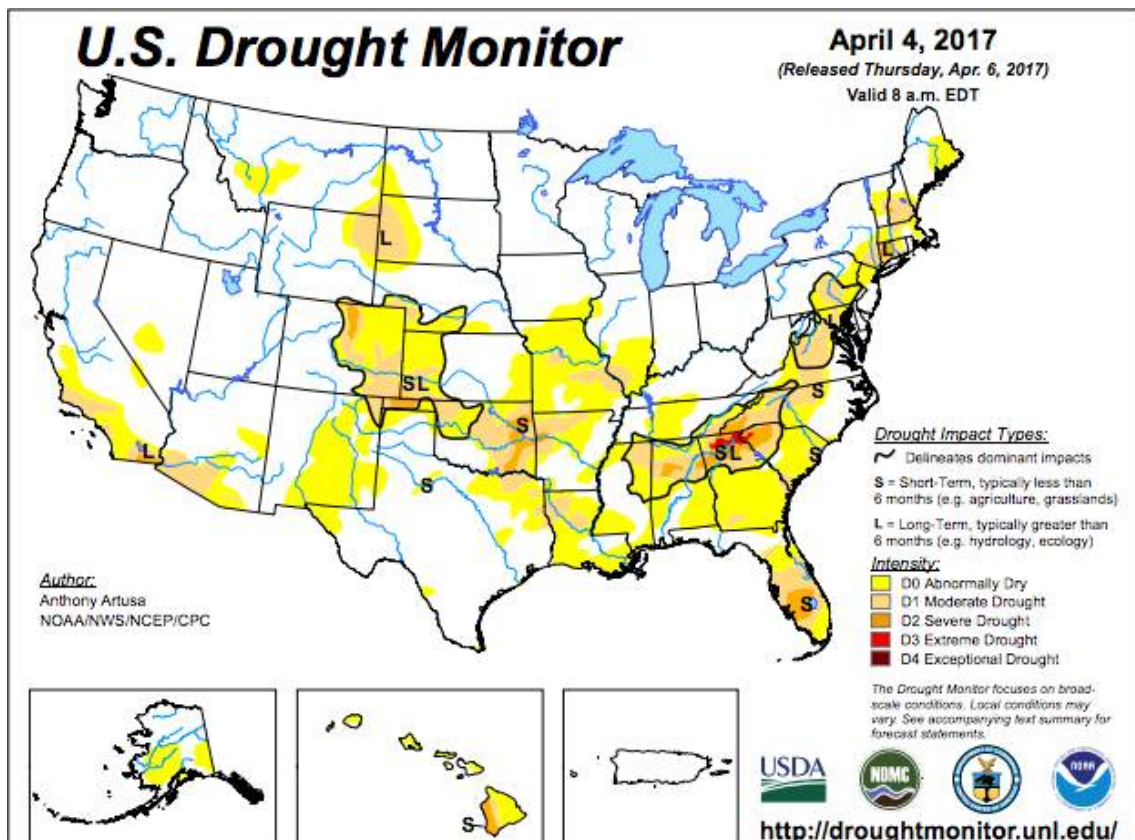 U.S. Drought Monitor
April 4, 2017
(Released Thursday, Apr. 6, 2017)
Valid 8 a.m. EDT
L
L
L
SL
S
S
L
SL
S
S
S
S
Drought Impact Types:
Delineates dominant impacts
S = Short-Term, typically less than
6 months (e.g. agriculture, grasslands)
L = Long-Term, typically greater than
6 months (e.g. hydrology, ecology)
Intensity:
D0 Abnormally Dry
D1 Moderate Drought
D2 Severe Drought
D3 Extreme Drought
D4 Exceptional Drought
Author:
Anthony Artusa
NOAA/NWS/NCEP/CPC
The Drought Monitor focuses on broad-
scale conditions. Local conditions may
vary. See accompanying text summary for
forecast statements.
S
USDA
NDMC
NOAA
http://droughtmonitor.unl.edu/